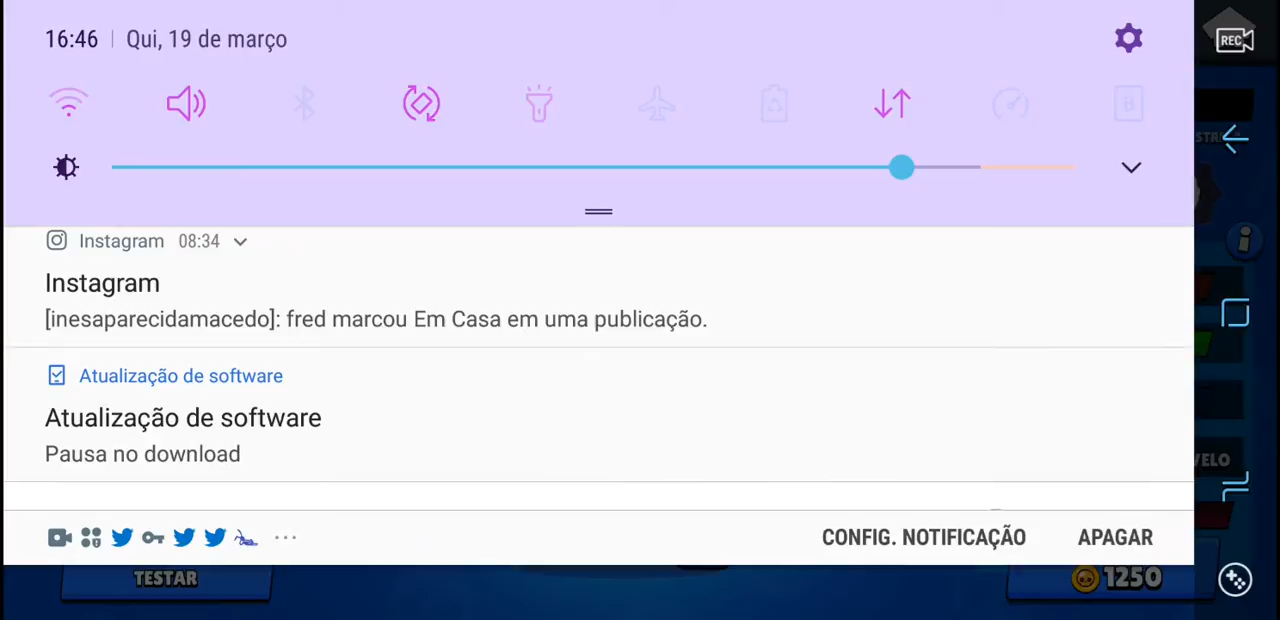 16:46 | Qui, 19 de março
REC
Instagram 08:34
Instagram
[inesaparecidamacedo]: fred marcou Em Casa em uma publicação.
Atualização de software
Atualização de software
Pausa no download
VELO
CONFIG. NOTIFICAÇÃO APAGAR
TESTAR
1250